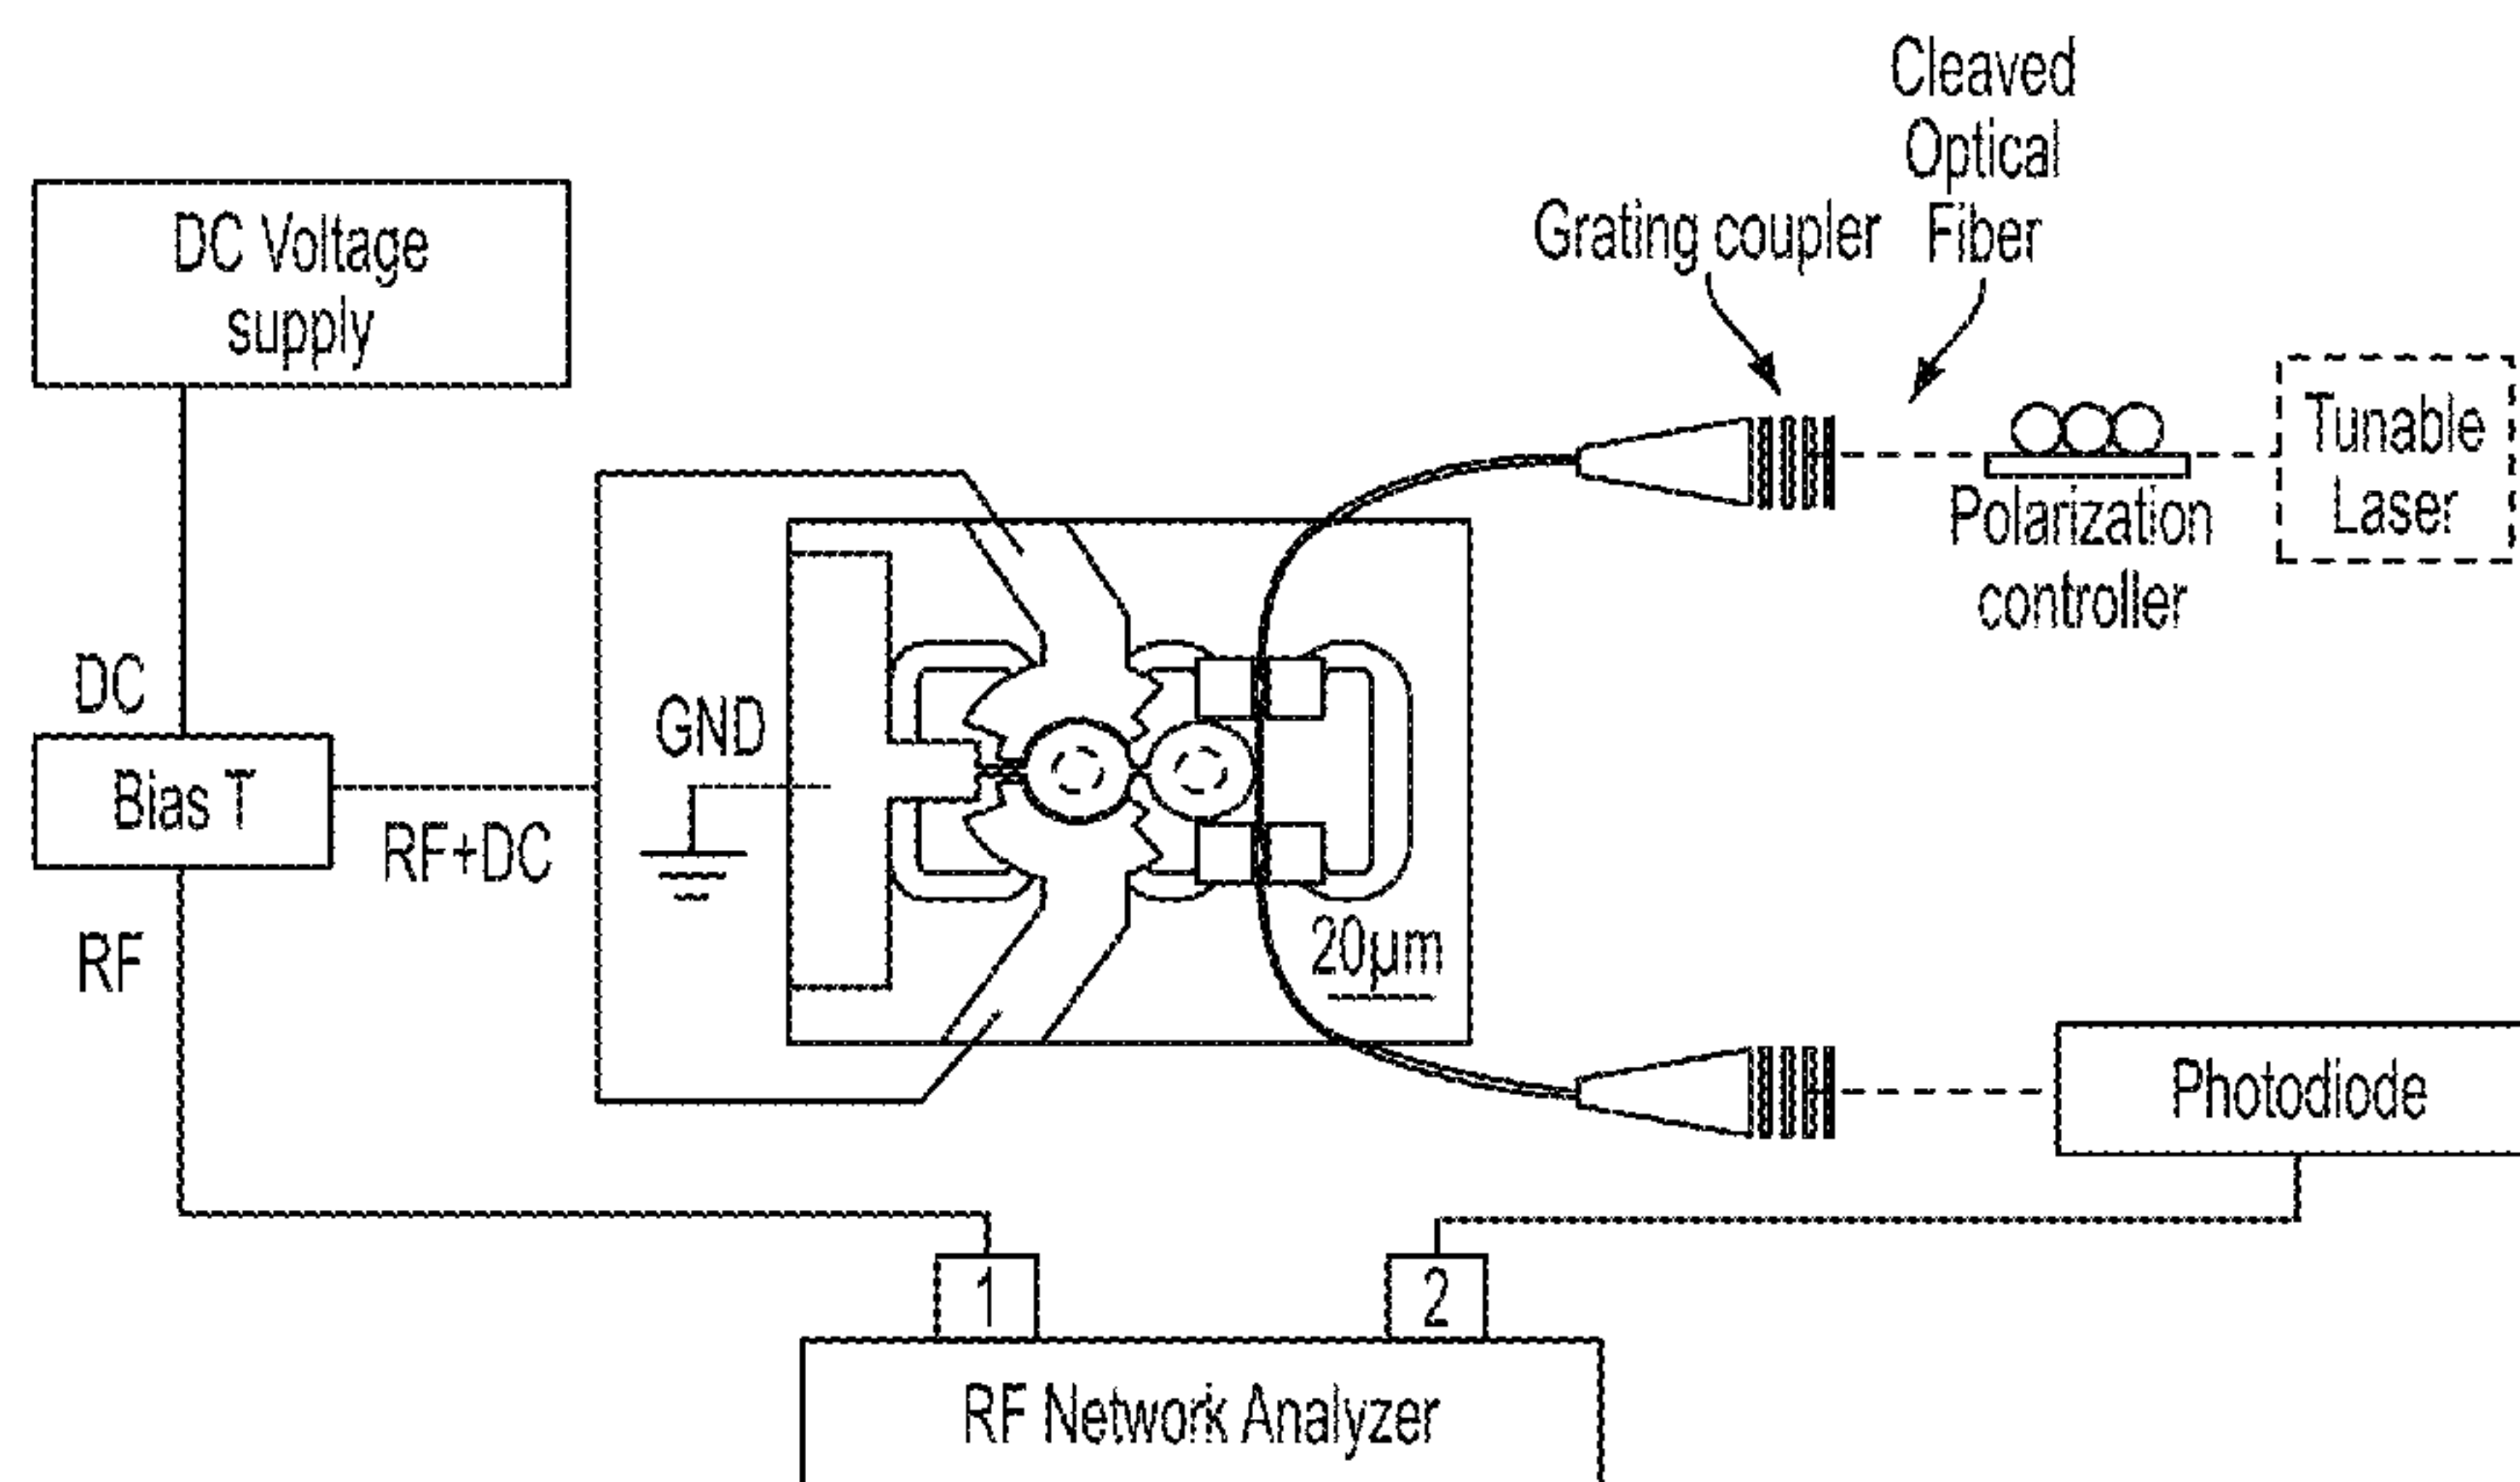 Cleaved
Optical
Grating coupler Fiber
DC Voltage
supply
Tunable
Laser
Polarization
controller
DC
GND
Bias T
RF+DC
RF
20µm
Photodiode
1
2
RF Network Analyzer